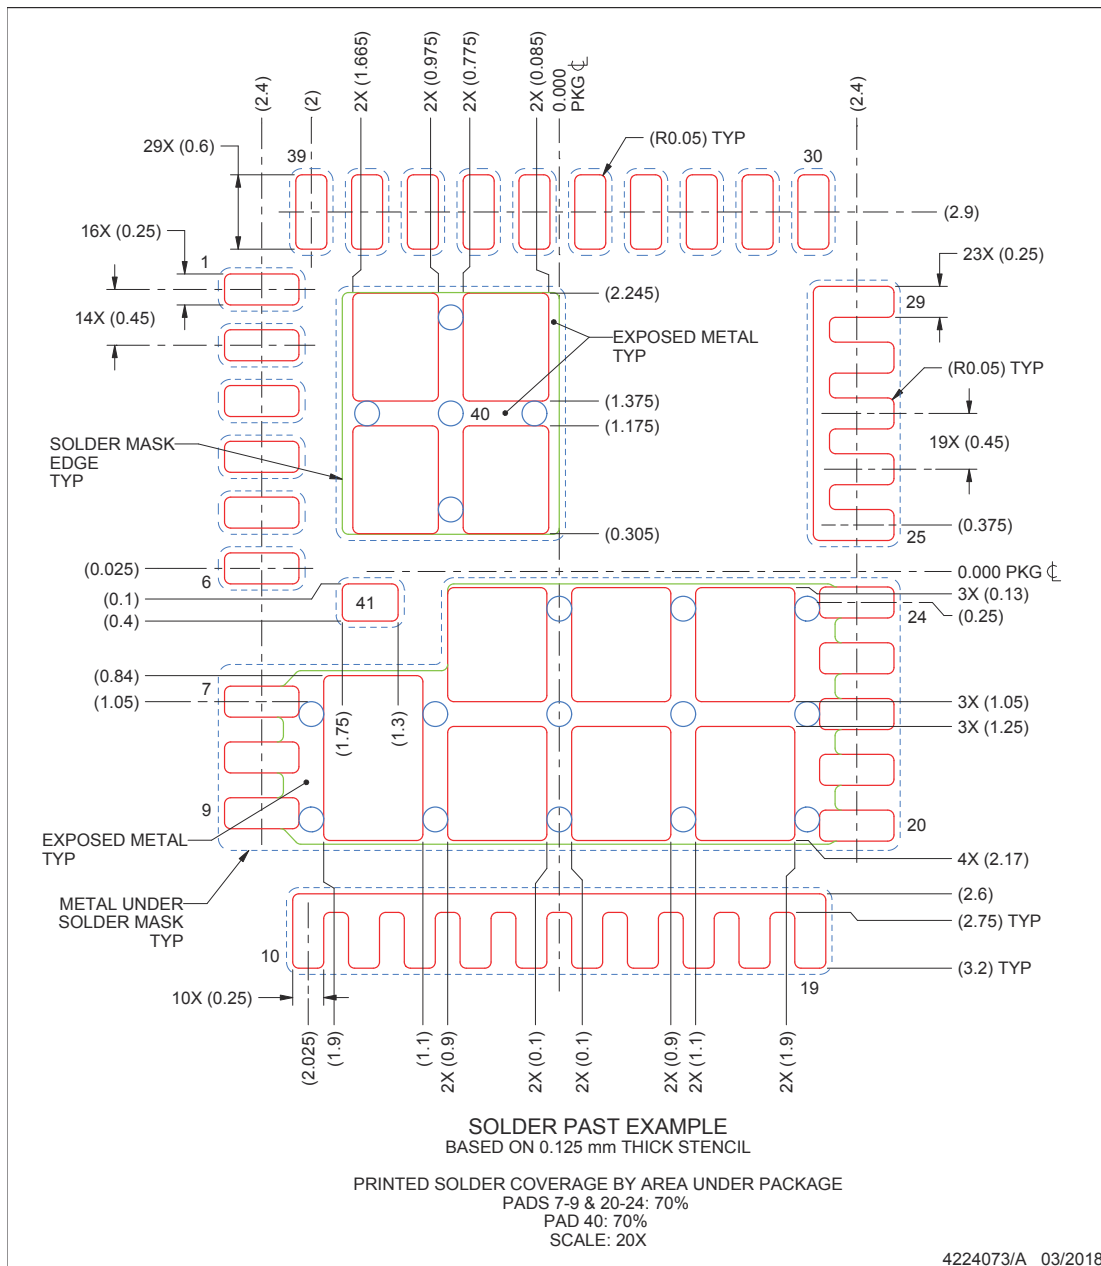 (2.4)
(2)
2X (1.665)
2X (0.975)
2X (0.775)
2X (0.085)
0.000
PKG ℄
(2.4)
29X (0.6)
39
(R0.05) TYP
30
(2.9)
16X (0.25)
1
14X (0.45)
23X (0.25)
29
(2.245)
EXPOSED METAL
TYP
(R0.05) TYP
(1.375)
40
(1.175)
19X (0.45)
SOLDER MASK
EDGE
TYP
(0.375)
25
(0.305)
(0.025)
6
0.000 PKG ℄
(0.1)
41
(0.4)
3X (0.13)
24
(0.25)
(0.84)
7
(1.05)
(1.75)
(1.3)
3X (1.05)
3X (1.25)
9
20
EXPOSED METAL
TYP
4X (2.17)
METAL UNDER
SOLDER MASK
TYP
(2.6)
(2.75) TYP
10
(3.2) TYP
19
10X (0.25)
(2.025)
(1.9)
(1.1)
2X (0.9)
2X (0.1)
2X (0.1)
2X (0.9)
2X (1.1)
2X (1.9)
SOLDER PAST EXAMPLE
BASED ON 0.125 mm THICK STENCIL
PRINTED SOLDER COVERAGE BY AREA UNDER PACKAGE
PADS 7-9 & 20-24: 70%
PAD 40: 70%
SCALE: 20X
4224073/A 03/2018